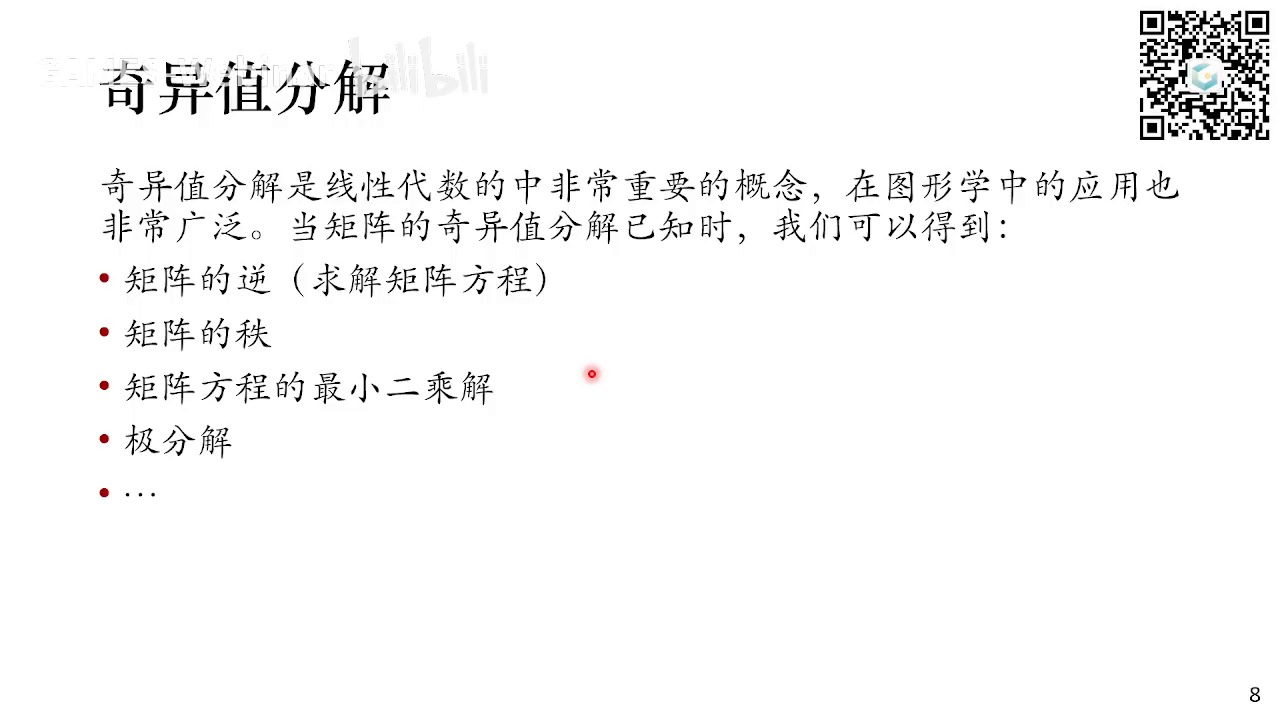 GAMES-Webinar bilibili
奇异值分解
奇异值分解是线性代数的中非常重要的概念，在图形学中的应用也
非常广泛。当矩阵的奇异值分解已知时，我们可以得到：
• 矩阵的逆（求解矩阵方程）
• 矩阵的秩
• 矩阵方程的最小二乘解
• 极分解
• …
8